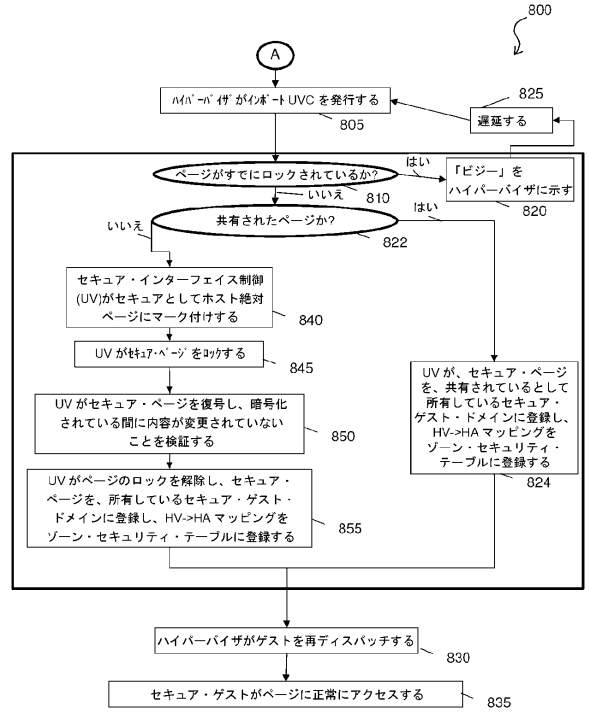 800
A
ﾊｲﾊﾟｰﾊﾞｲｻﾞがｲﾝﾎﾟｰﾄ UVC を発行する
805
825
遅延する
ページがすでにロックされているか?
810
はい
「ビジー」を
ハイパーバイザに示す
820
いいえ
共有されたページか?
822
いいえ
はい
セキュア・インターフェイス制御
(UV)がセキュアとしてホスト絶対
ページにマーク付けする
840
UV がｾｷｭｱ･ﾍﾟｰｼﾞをﾛｯｸする
845
UV がセキュア・ページを復号し、暗号化
されている間に内容が変更されていない
ことを検証する
850
UV がページのロックを解除し、セキュア・
ページを、所有しているセキュア・ゲスト・
ドメインに登録し、HV->HA マッピングを
ゾーン・セキュリティ・テーブルに登録する
855
UV が、セキュア・ページ
を、共有されているとして
所有しているセキュア・
ゲスト・ドメインに登録し、
HV->HA マッピングを
ゾーン・セキュリティ・
テーブルに登録する
824
ハイパーバイザがゲストを再ディスパッチする
830
セキュア・ゲストがページに正常にアクセスする
835